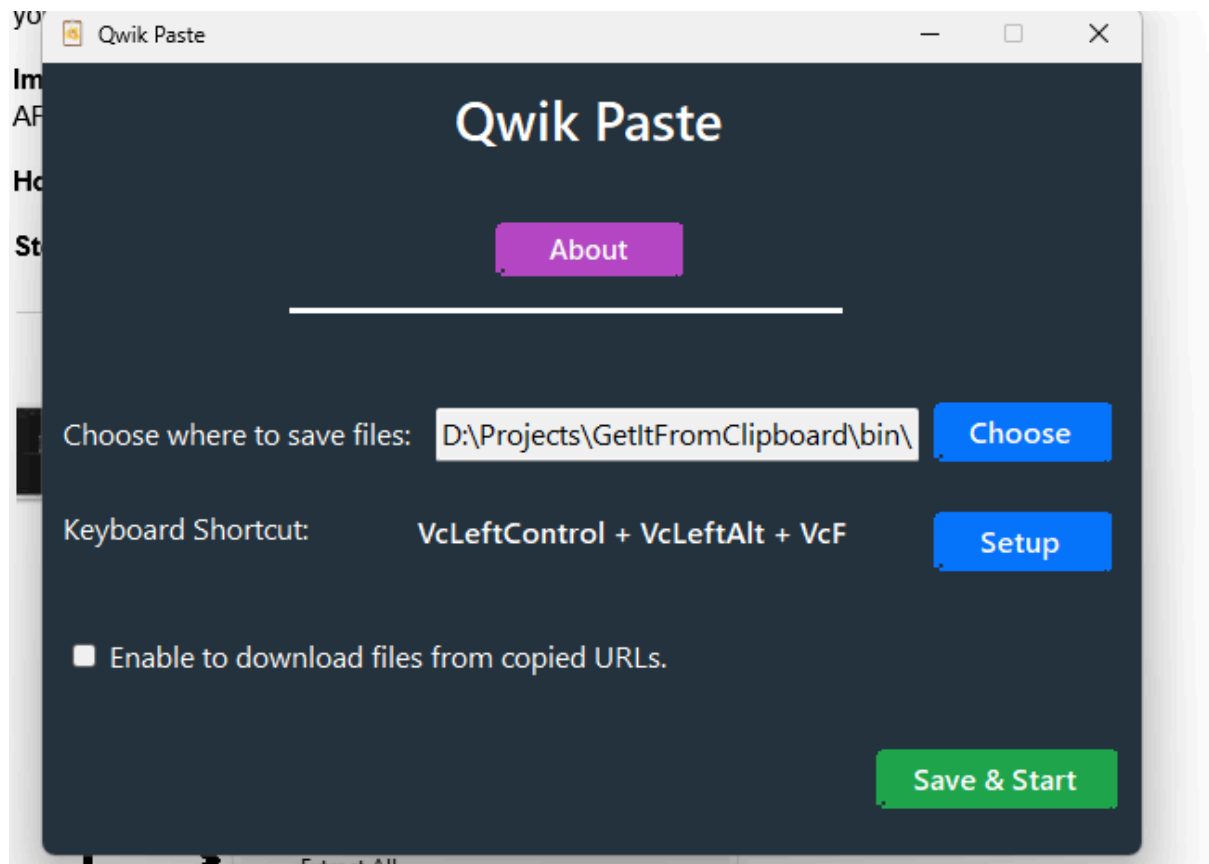 Qwik Paste
Qwik Paste
About
Choose where to save files: D:\Projects\GetItFromClipboard\bin\ Choose
Keyboard Shortcut: VcLeftControl + VcLeftAlt + VcF Setup
Enable to download files from copied URLs.
Save & Start